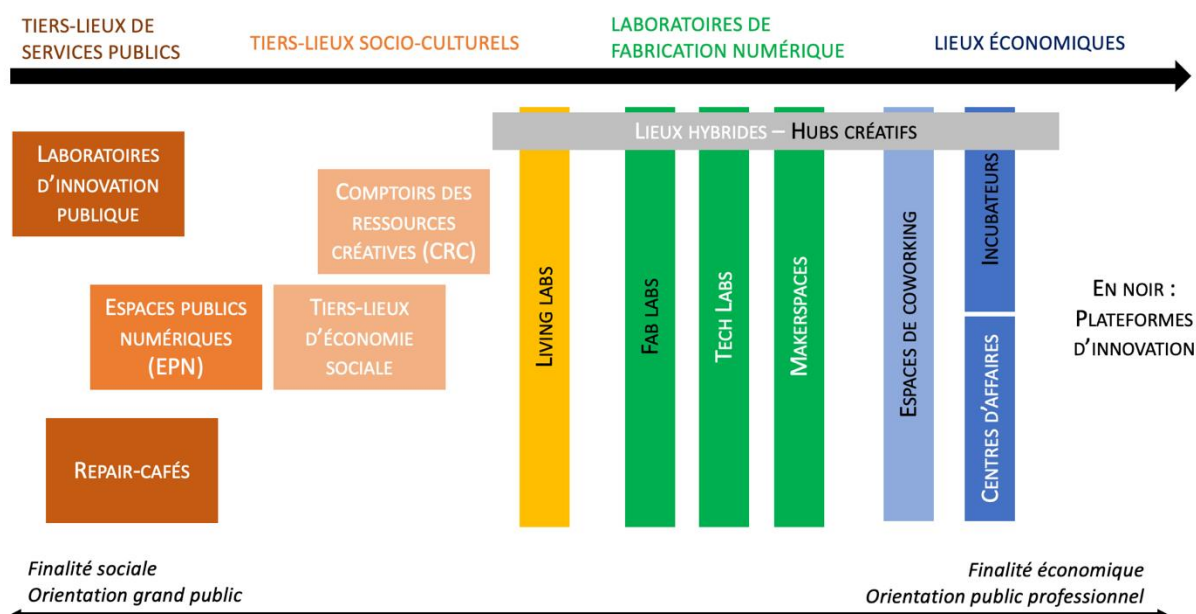 TIERS-LIEUX DE
SERVICES PUBLICS
TIERS-LIEUX SOCIO-CULTURELS
LABORATOIRES DE
FABRICATION NUMÉRIQUE
LIEUX ÉCONOMIQUES
LIEUX HYBRIDES – HUBS CRÉATIFS
LABORATOIRES
D'INNOVATION
PUBLIQUE
COMPTOIRS DES
RESSOURCES
CRÉATIVES (CRC)
ESPACES PUBLICS
NUMÉRIQUES
(EPN)
TIERS-LIEUX
D'ÉCONOMIE
SOCIALE
REPAIR-CAFÉS
LIVING LABS
FAB LABS
TECH LABS
MAKERSPACES
ESPACES DE COWORKING
INCUBATEURS
CENTRES D'AFFAIRES
EN NOIR :
PLATEFORMES
D'INNOVATION
Finalité sociale
Orientation grand public
Finalité économique
Orientation public professionnel